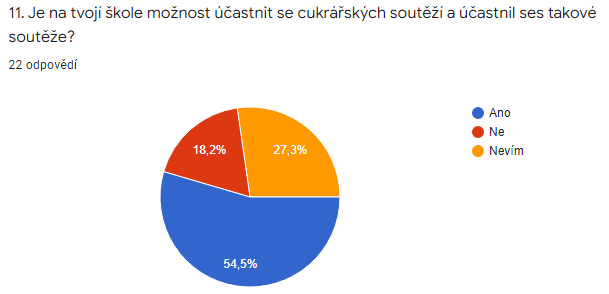 11. Je na tvojí škole možnost účastnit se cukrářských soutěží a účastnil ses takové
soutěže?
22 odpovědí
Ano
Ne
Nevím
18,2%
27,3%
54,5%